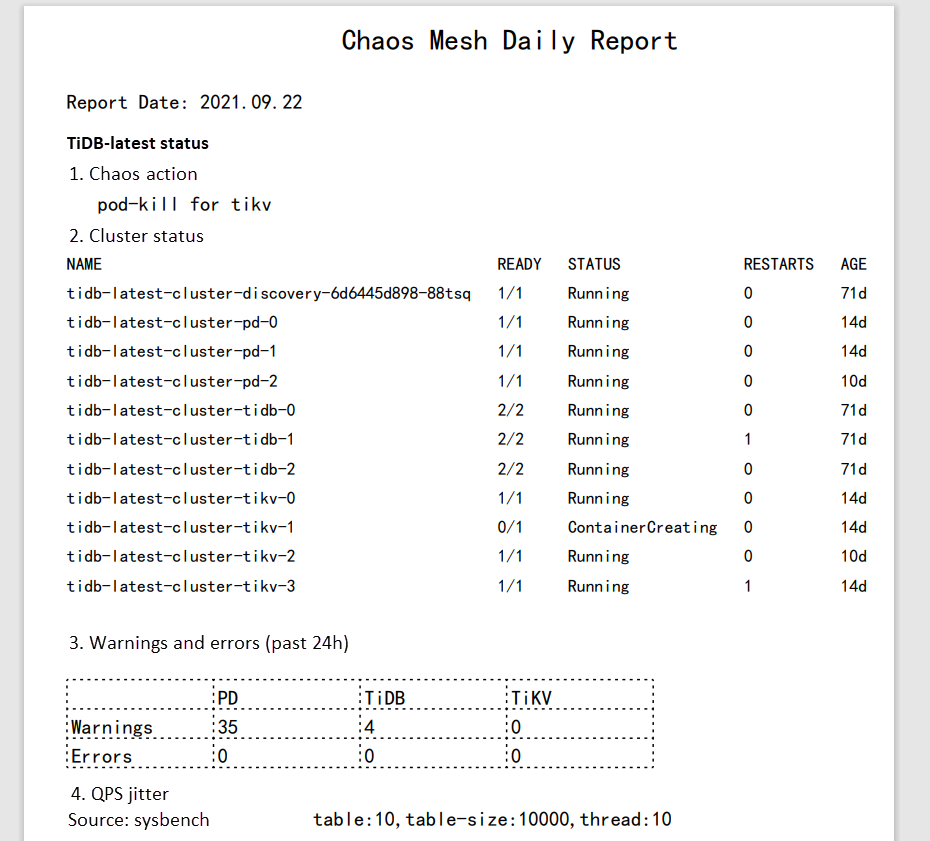 Chaos Mesh Daily Report
Report Date: 2021.09.22
TiDB-latest status
1. Chaos action
pod-kill for tikv
2. Cluster status
NAME READY STATUS RESTARTS AGE
tidb-latest-cluster-discovery-6d6445d898-88tsq 1/1 Running 0 71d
tidb-latest-cluster-pd-0 1/1 Running 0 14d
tidb-latest-cluster-pd-1 1/1 Running 0 14d
tidb-latest-cluster-pd-2 1/1 Running 0 10d
tidb-latest-cluster-tidb-0 2/2 Running 0 71d
tidb-latest-cluster-tidb-1 2/2 Running 1 71d
tidb-latest-cluster-tidb-2 2/2 Running 0 71d
tidb-latest-cluster-tikv-0 1/1 Running 0 14d
tidb-latest-cluster-tikv-1 0/1 ContainerCreating 0 14d
tidb-latest-cluster-tikv-2 1/1 Running 0 10d
tidb-latest-cluster-tikv-3 1/1 Running 1 14d
3. Warnings and errors (past 24h)
PD TiDB TiKV
Warnings 35 4 0
Errors 0 0 0
4. QPS jitter
Source: sysbench table:10,table-size:10000,thread:10